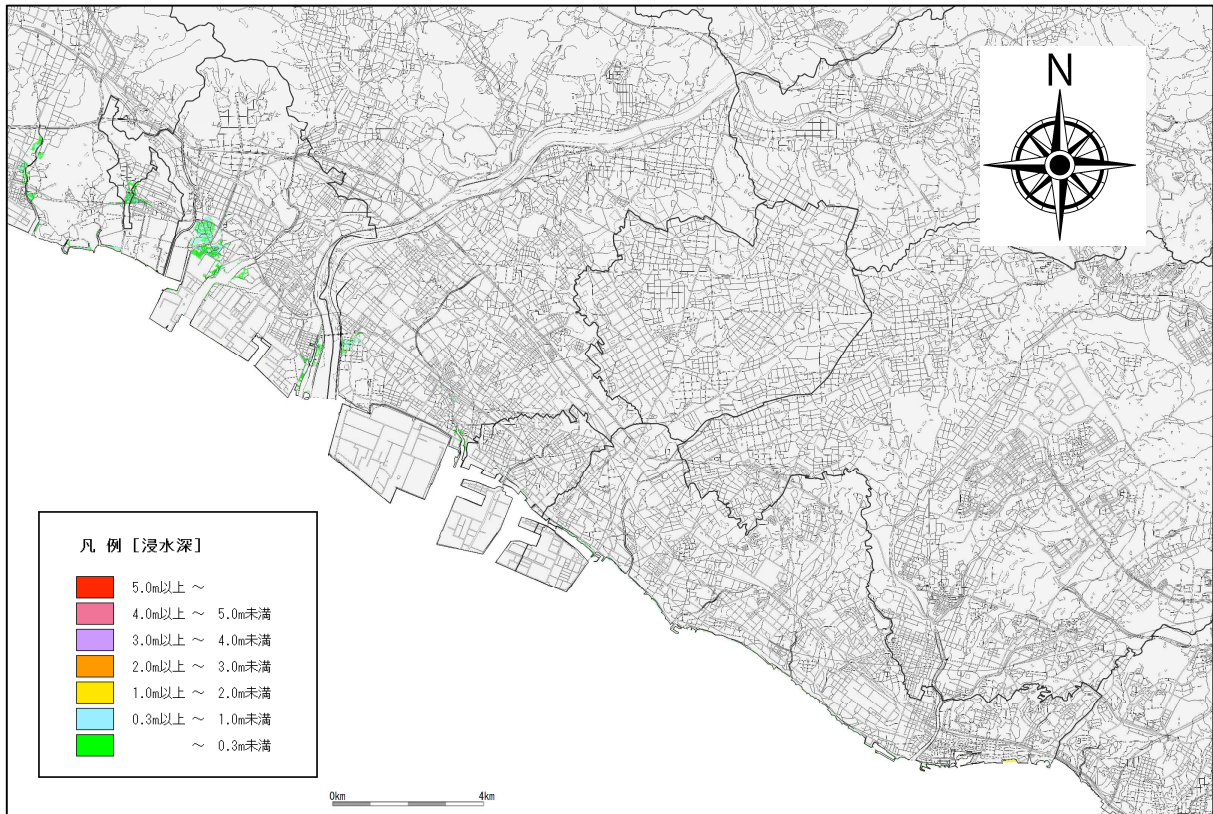 N
凡 例 [浸水深]
5.0m以上 ～
4.0m以上 ～ 5.0m未満
3.0m以上 ～ 4.0m未満
2.0m以上 ～ 3.0m未満
1.0m以上 ～ 2.0m未満
0.3m以上 ～ 1.0m未満
～ 0.3m未満
0km 4km